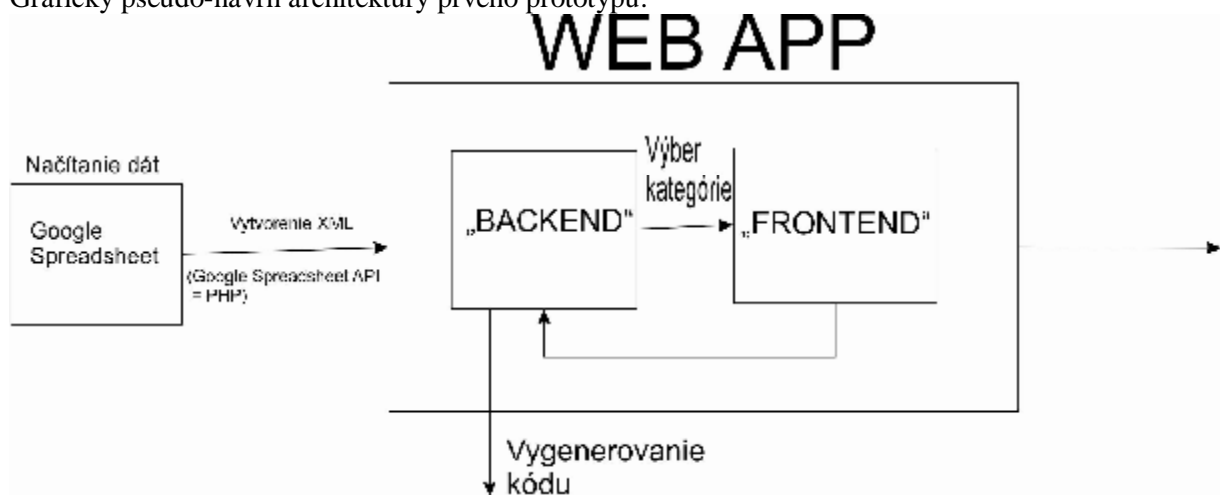 Grafický pseudo-návrh architektúry prvého prototypu:
WEB APP
Načítanie dát
Google
Spreadsheet
Vytvorenie XML
(Google Spreacsheet API
= PHP)
„BACKEND“
Výber
kategórie
„FRONTEND“
Vygenerovanie
kódu